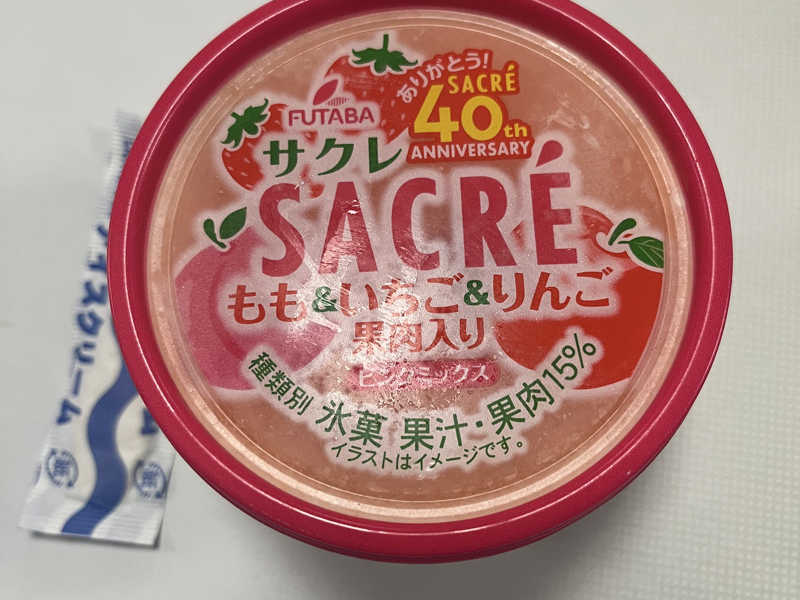 ありがとう!
SACRÉ
40th
ANNIVERSARY
FUTABA
サクレ
SACRÉ
もも&いちご&りんご
果肉入り
ピンクミックス
種類別 氷菓 果汁・果肉15%
イラストはイメージです。
アイスクリーム